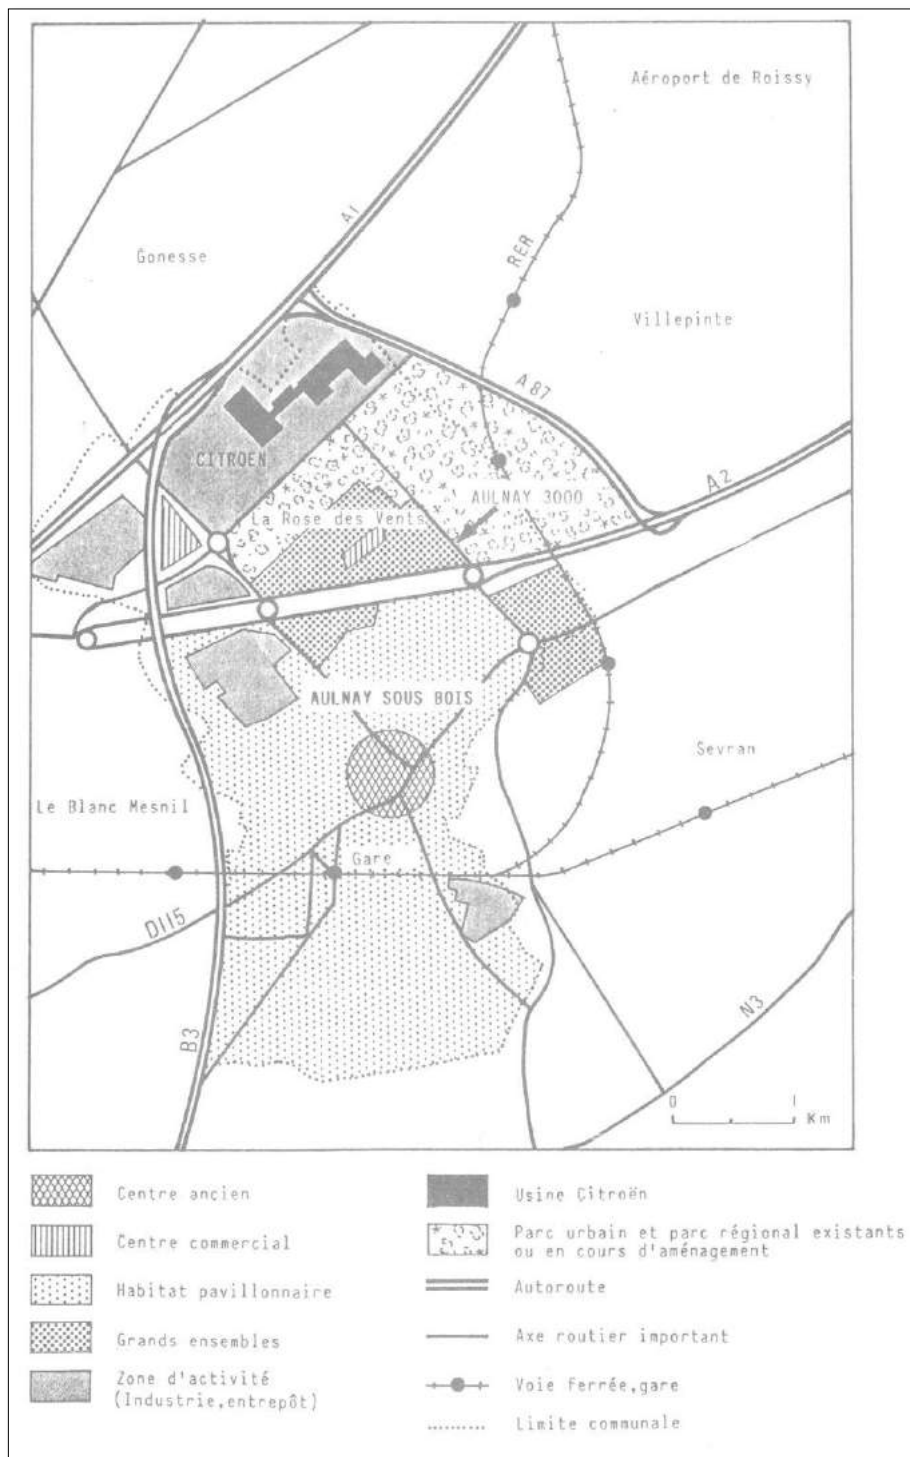 Aéroport de Roissy
A1
Gonesse
RER
Villepinte
A 87
CITROËN
A2
AULNAY 3000
La Rose des Vents
AULNAY SOUS BOIS
Sevran
Le Blanc Mesnil
Gare
D115
N3
B3
0 1
Km
Centre ancien
Centre commercial
Habitat pavillonnaire
Grands ensembles
Zone d'activité
(Industrie,entrepôt)
Usine Citroën
Parc urbain et parc régional existants
ou en cours d'aménagement
Autoroute
Axe routier important
Voie ferrée,gare
Limite communale